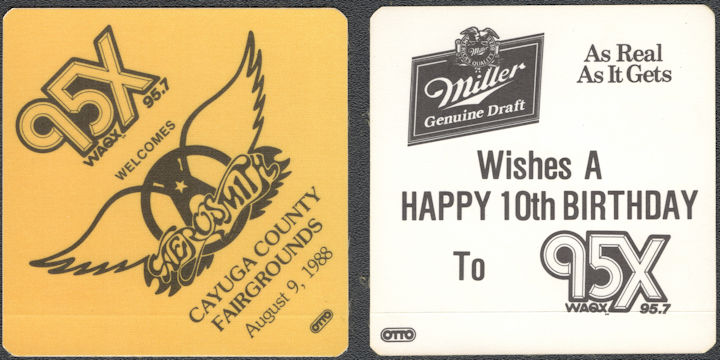 95X
WAQX 95.7
WELCOMES
AEROSMITH
CAYUGA COUNTY
FAIRGROUNDS
August 9, 1988
OTTO
Miller
Genuine Draft
As Real
As It Gets
Wishes A
HAPPY 10th BIRTHDAY
To 95X
WAQX 95.7
OTTO